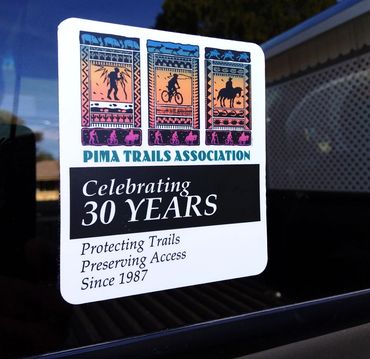 PIMA TRAILS ASSOCIATION
Celebrating
30 YEARS
Protecting Trails
Preserving Access
Since 1987